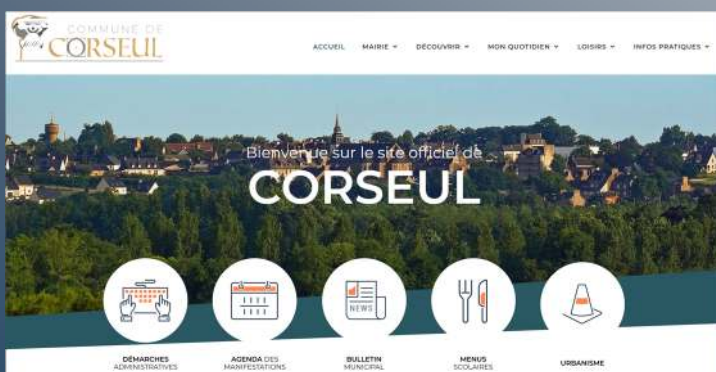 COMMUNE DE
CORSEUL
ACCUEIL MAIRIE DÉCOUVRIR MON QUOTIDIEN LOISIRS INFOS PRATIQUES
Bienvenue sur le site officiel de
CORSEUL
NEWS
DÉMARCHES
ADMINISTRATIVES
AGENDA DES
MANIFESTATIONS
BULLETIN
MUNICIPAL
MENUS
SCOLAIRES
URBANISME